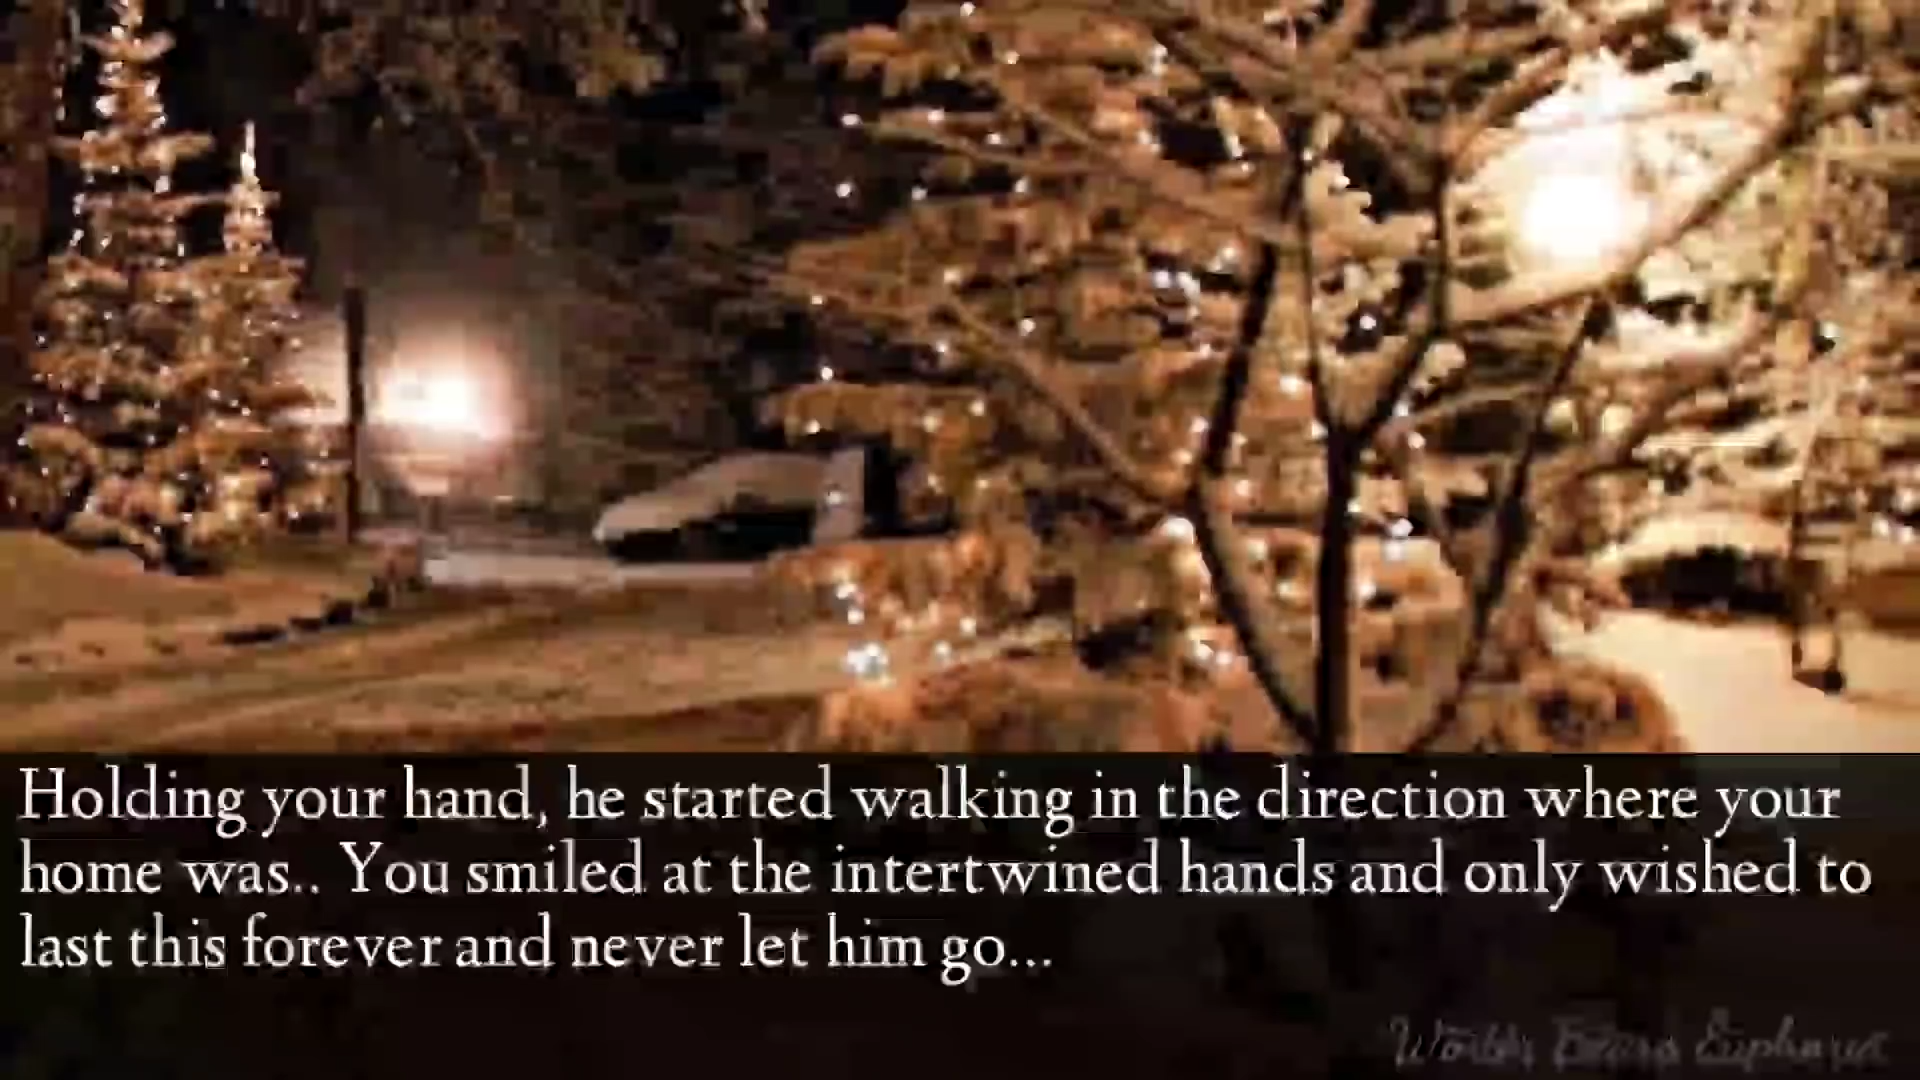 Holding your hand, he started walking in the direction where your
home was.. You smiled at the intertwined hands and only wished to
last this forever and never let him go...